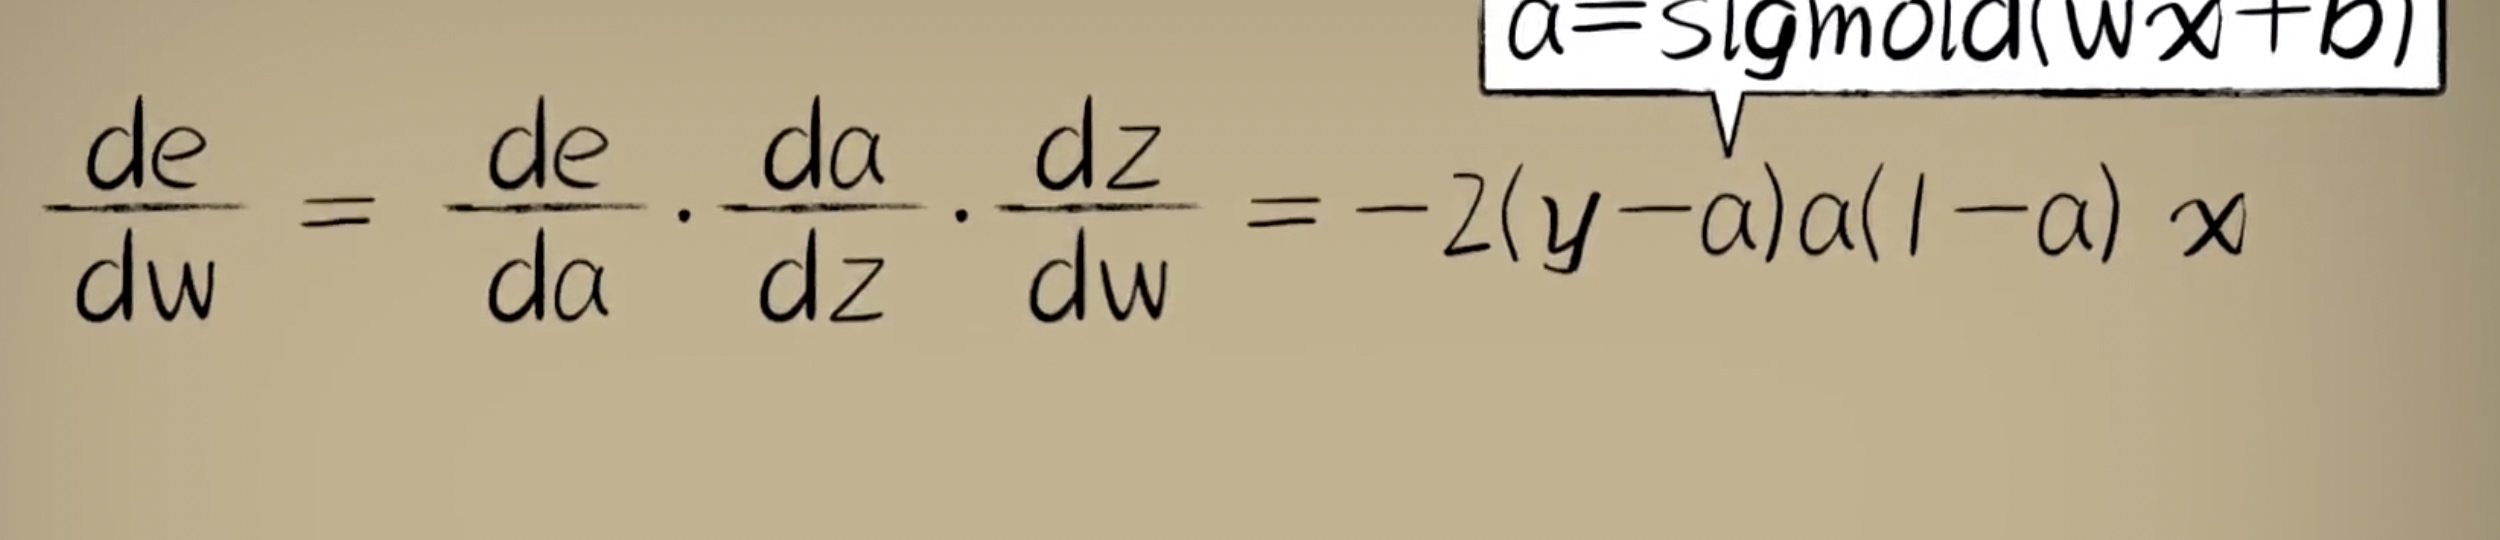 a=sigmoid(wx+b)
de/dw = de/da · da/dz · dz/dw = -2(y-a)a(1-a) x